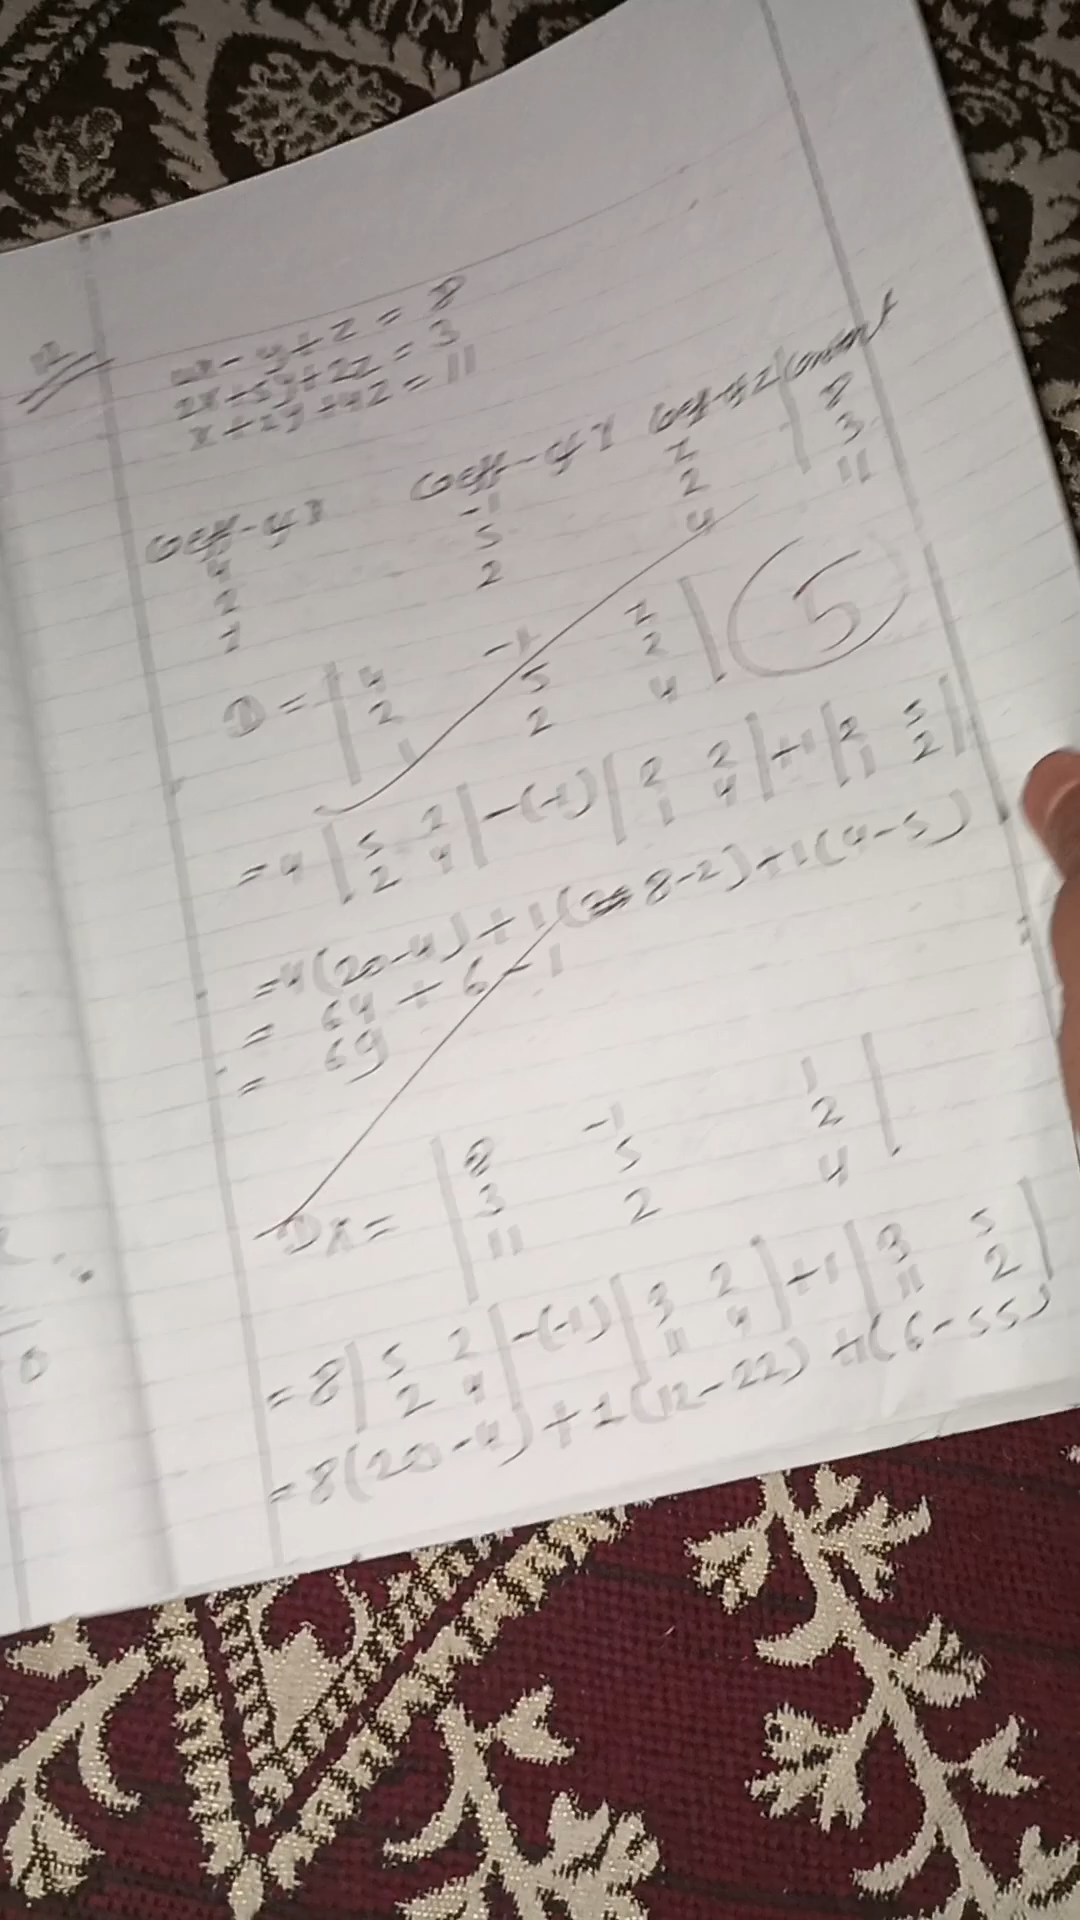 12
4x - y + z = 8
2x + 5y + 2z = 3
x + 2y + 4z = 11
Coeff-of x Coeff-of y Coeff-of z | Constant
4 -1 1 | 8
2 5 2 | 3
1 2 4 | 11
D = | 4 -1 1 |
2 5 2
1 2 4
5
= 4 | 5 2 | - (-1) | 2 2 | + 1 | 2 5 |
2 4 1 4 1 2
= 4(20-4) + 1(8-2) + 1(4-5)
= 64 + 6 - 1
= 69
Dx = | 8 -1 1 |
3 5 2
11 2 4
= 8 | 5 2 | - (-1) | 3 2 | + 1 | 3 5 |
2 4 11 4 11 2
= 8(20-4) + 1(12-22) + 1(6-55)
0